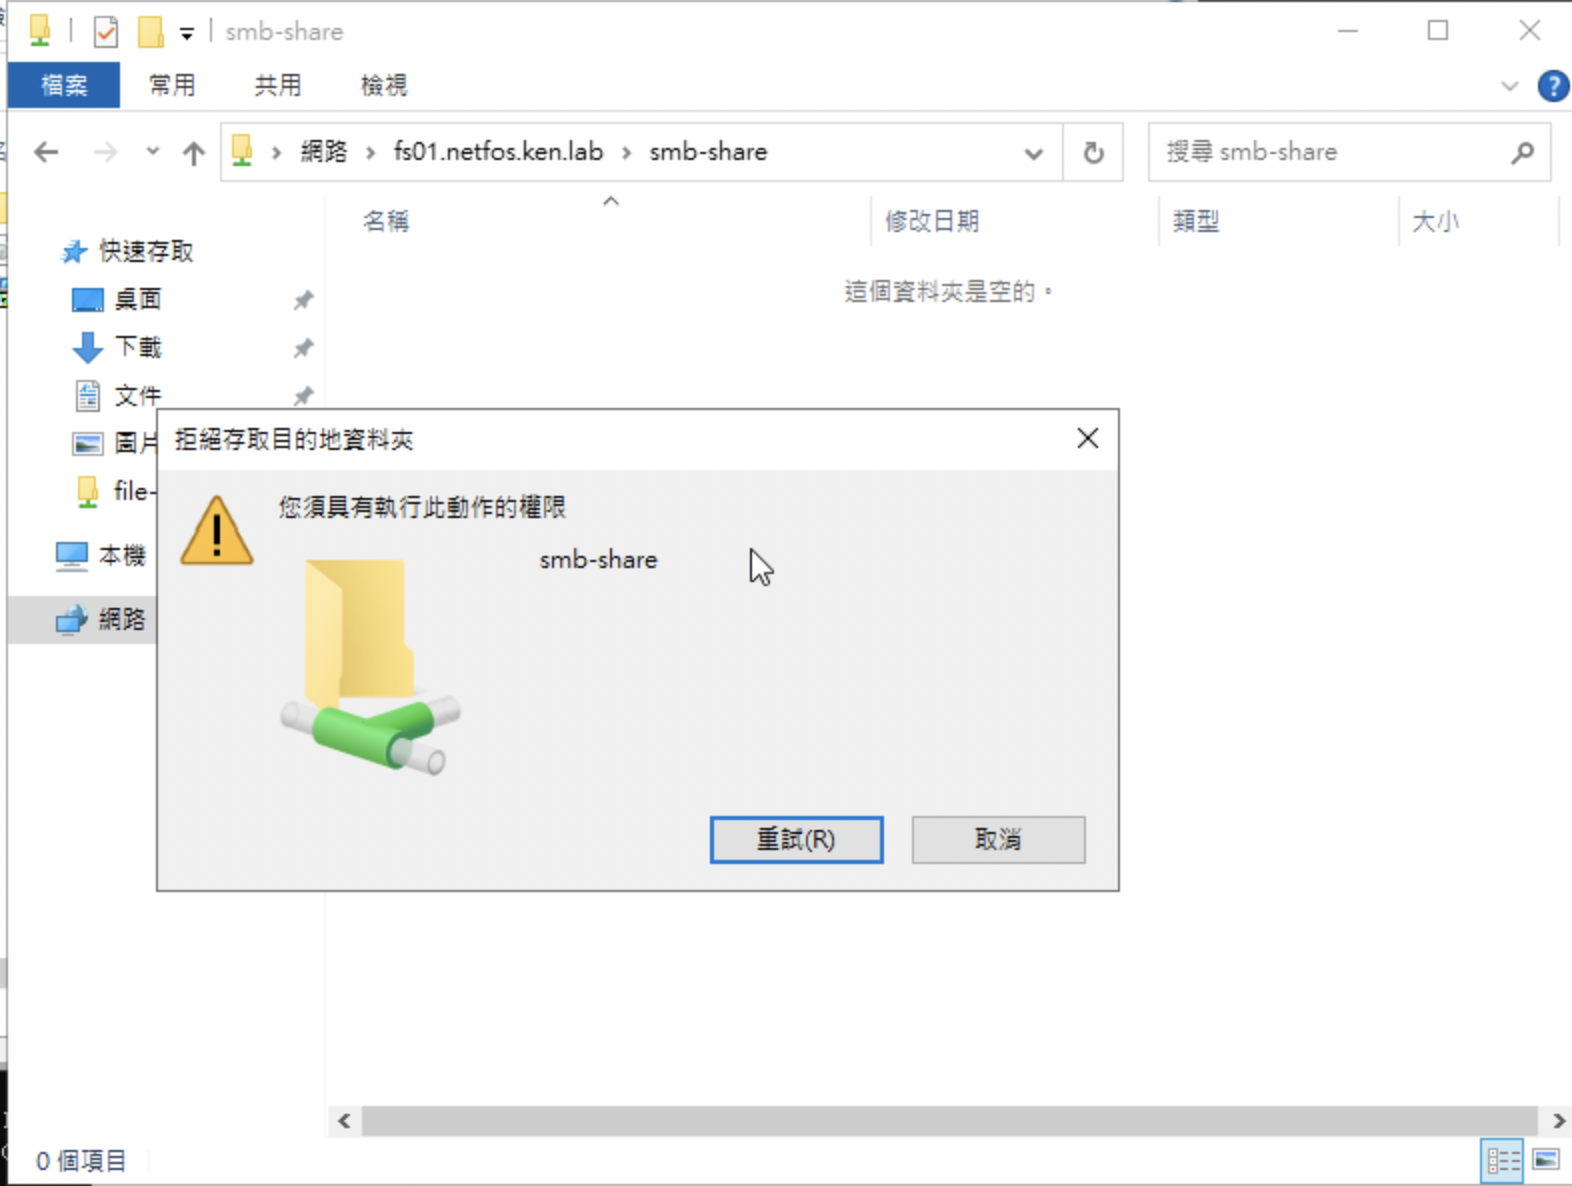 smb-share
檔案 常用 共用 檢視
網路 fs01.netfos.ken.lab smb-share
搜尋 smb-share
名稱 修改日期 類型 大小
這個資料夾是空的。
快速存取
桌面
下載
文件
圖片
file-
本機
網路
拒絕存取目的地資料夾
您須具有執行此動作的權限
smb-share
重試(R) 取消
0 個項目